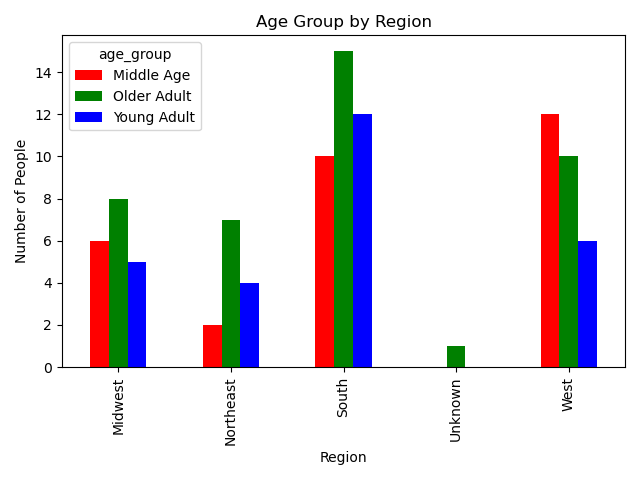 Age Group by Region
age_group
Middle Age
Older Adult
Young Adult
Number of People
14
12
10
8
6
4
2
0
Midwest
Northeast
South
Unknown
West
Region